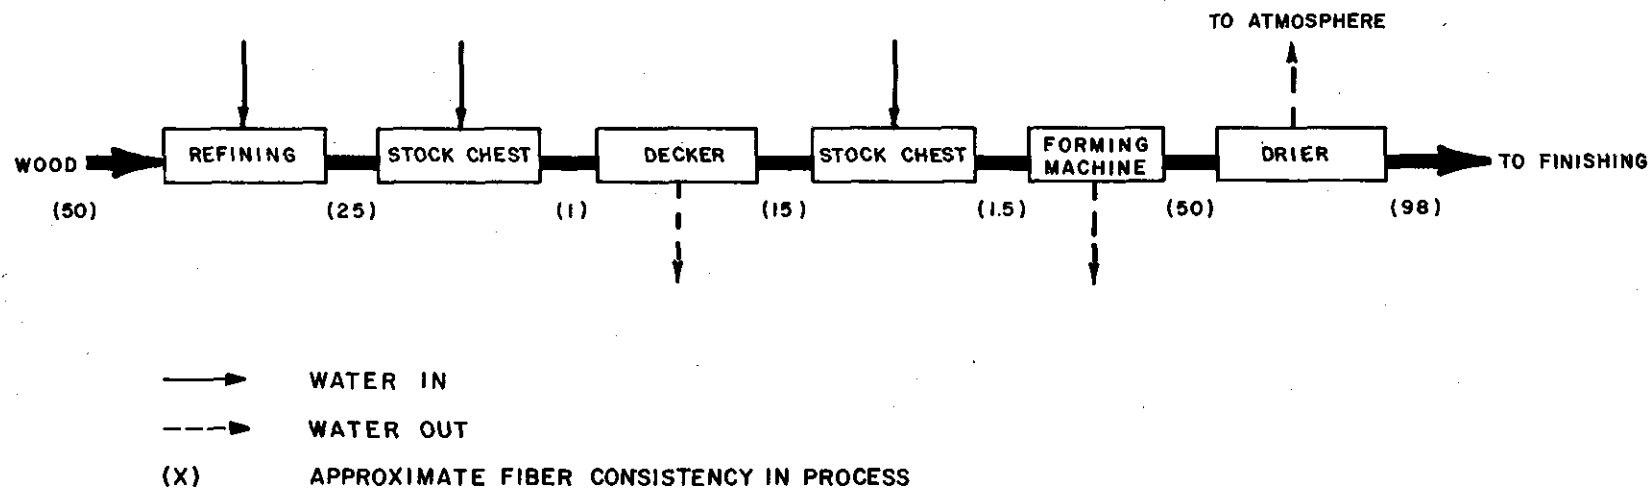 TO ATMOSPHERE
WOOD
REFINING
STOCK CHEST
DECKER
STOCK CHEST
FORMING
MACHINE
DRIER
TO FINISHING
(50)
(25)
(1)
(15)
(1.5)
(50)
(98)
WATER IN
WATER OUT
(X) APPROXIMATE FIBER CONSISTENCY IN PROCESS